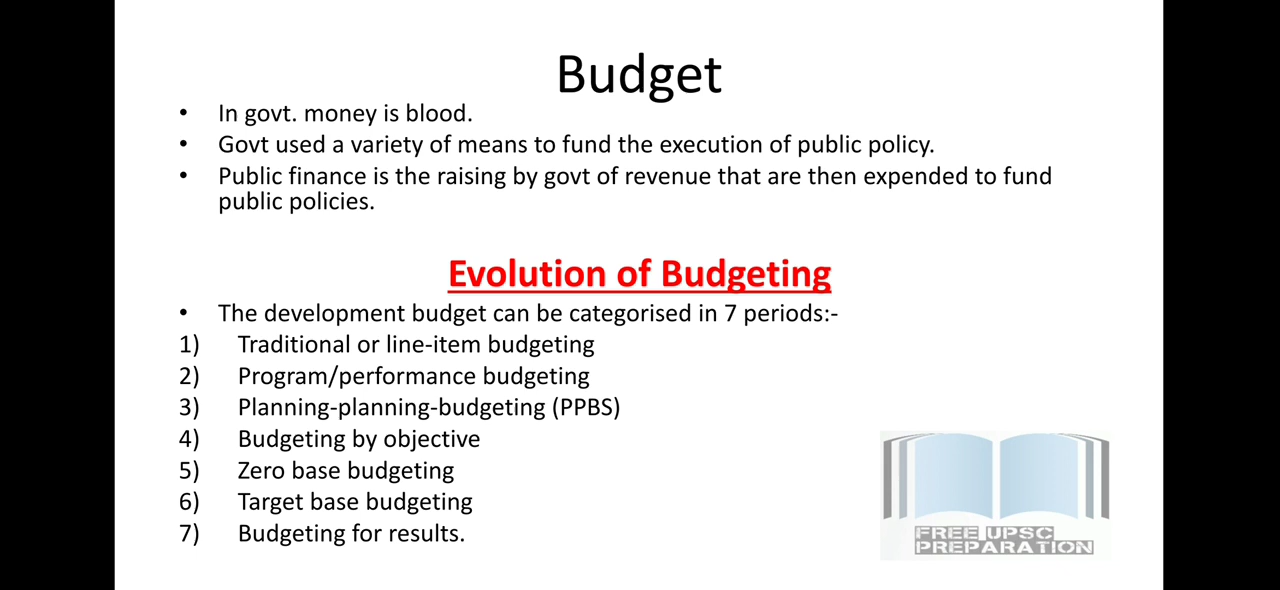 Budget
• In govt. money is blood.
• Govt used a variety of means to fund the execution of public policy.
• Public finance is the raising by govt of revenue that are then expended to fund
public policies.
Evolution of Budgeting
• The development budget can be categorised in 7 periods:-
1) Traditional or line-item budgeting
2) Program/performance budgeting
3) Planning-planning-budgeting (PPBS)
4) Budgeting by objective
5) Zero base budgeting
6) Target base budgeting
7) Budgeting for results.
FREE UPSC
PREPARATION